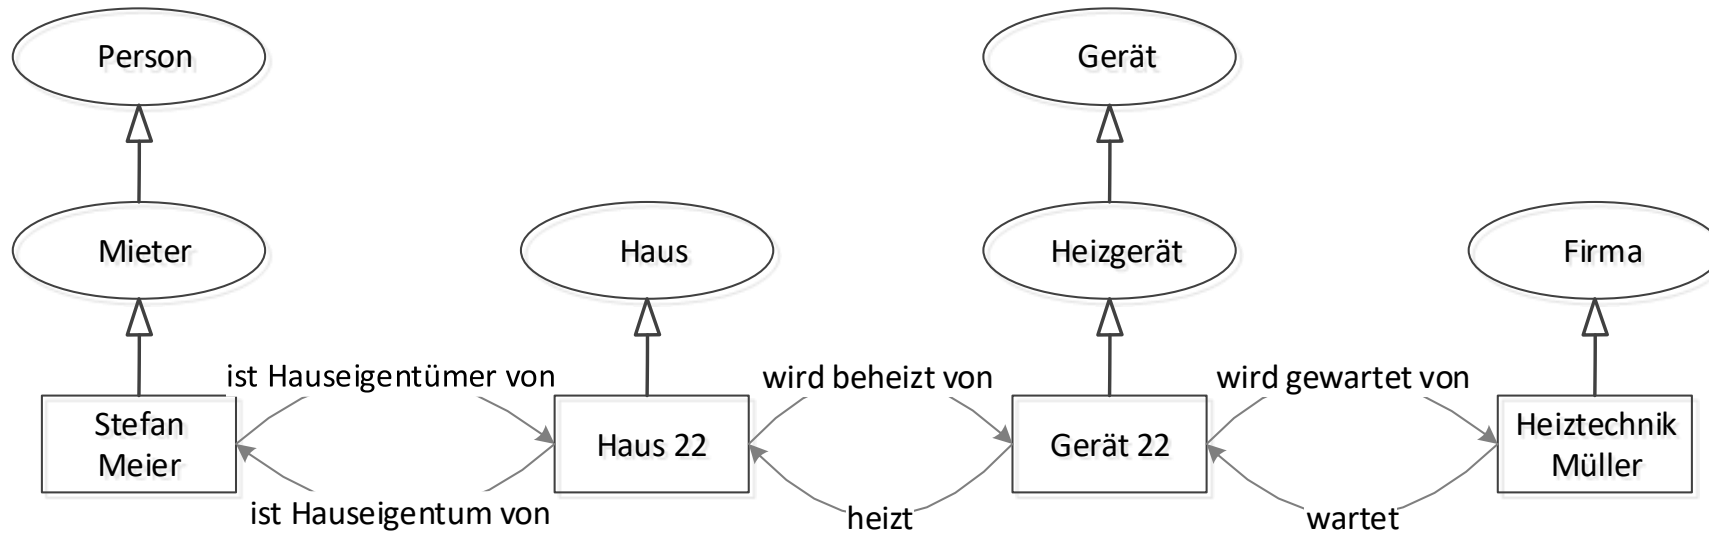 Person
Gerät
Mieter
Haus
Heizgerät
Firma
ist Hauseigentümer von
wird beheizt von
wird gewartet von
Stefan
Meier
Haus 22
Gerät 22
Heiztechnik
Müller
ist Hauseigentum von
heizt
wartet